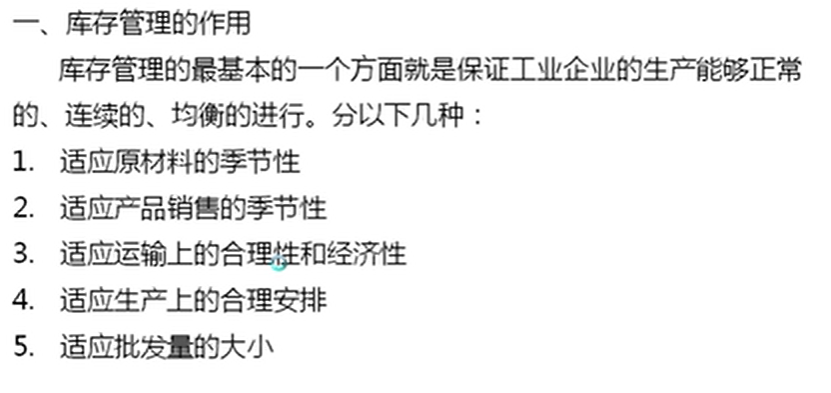 一、库存管理的作用
库存管理的最基本的一个方面就是保证工业企业的生产能够正常
的、连续的、均衡的进行。分以下几种：
1. 适应原材料的季节性
2. 适应产品销售的季节性
3. 适应运输上的合理性和经济性
4. 适应生产上的合理安排
5. 适应批发量的大小